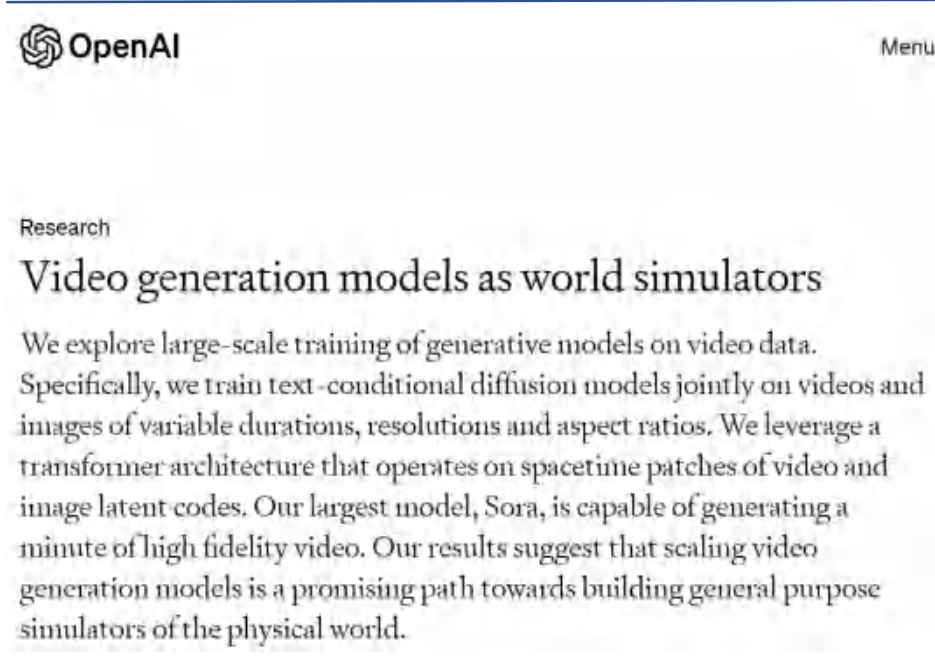 OpenAI
Menu
Research
Video generation models as world simulators
We explore large-scale training of generative models on video data.
Specifically, we train text-conditional diffusion models jointly on videos and
images of variable durations, resolutions and aspect ratios. We leverage a
transformer architecture that operates on spacetime patches of video and
image latent codes. Our largest model, Sora, is capable of generating a
minute of high fidelity video. Our results suggest that scaling video
generation models is a promising path towards building general purpose
simulators of the physical world.